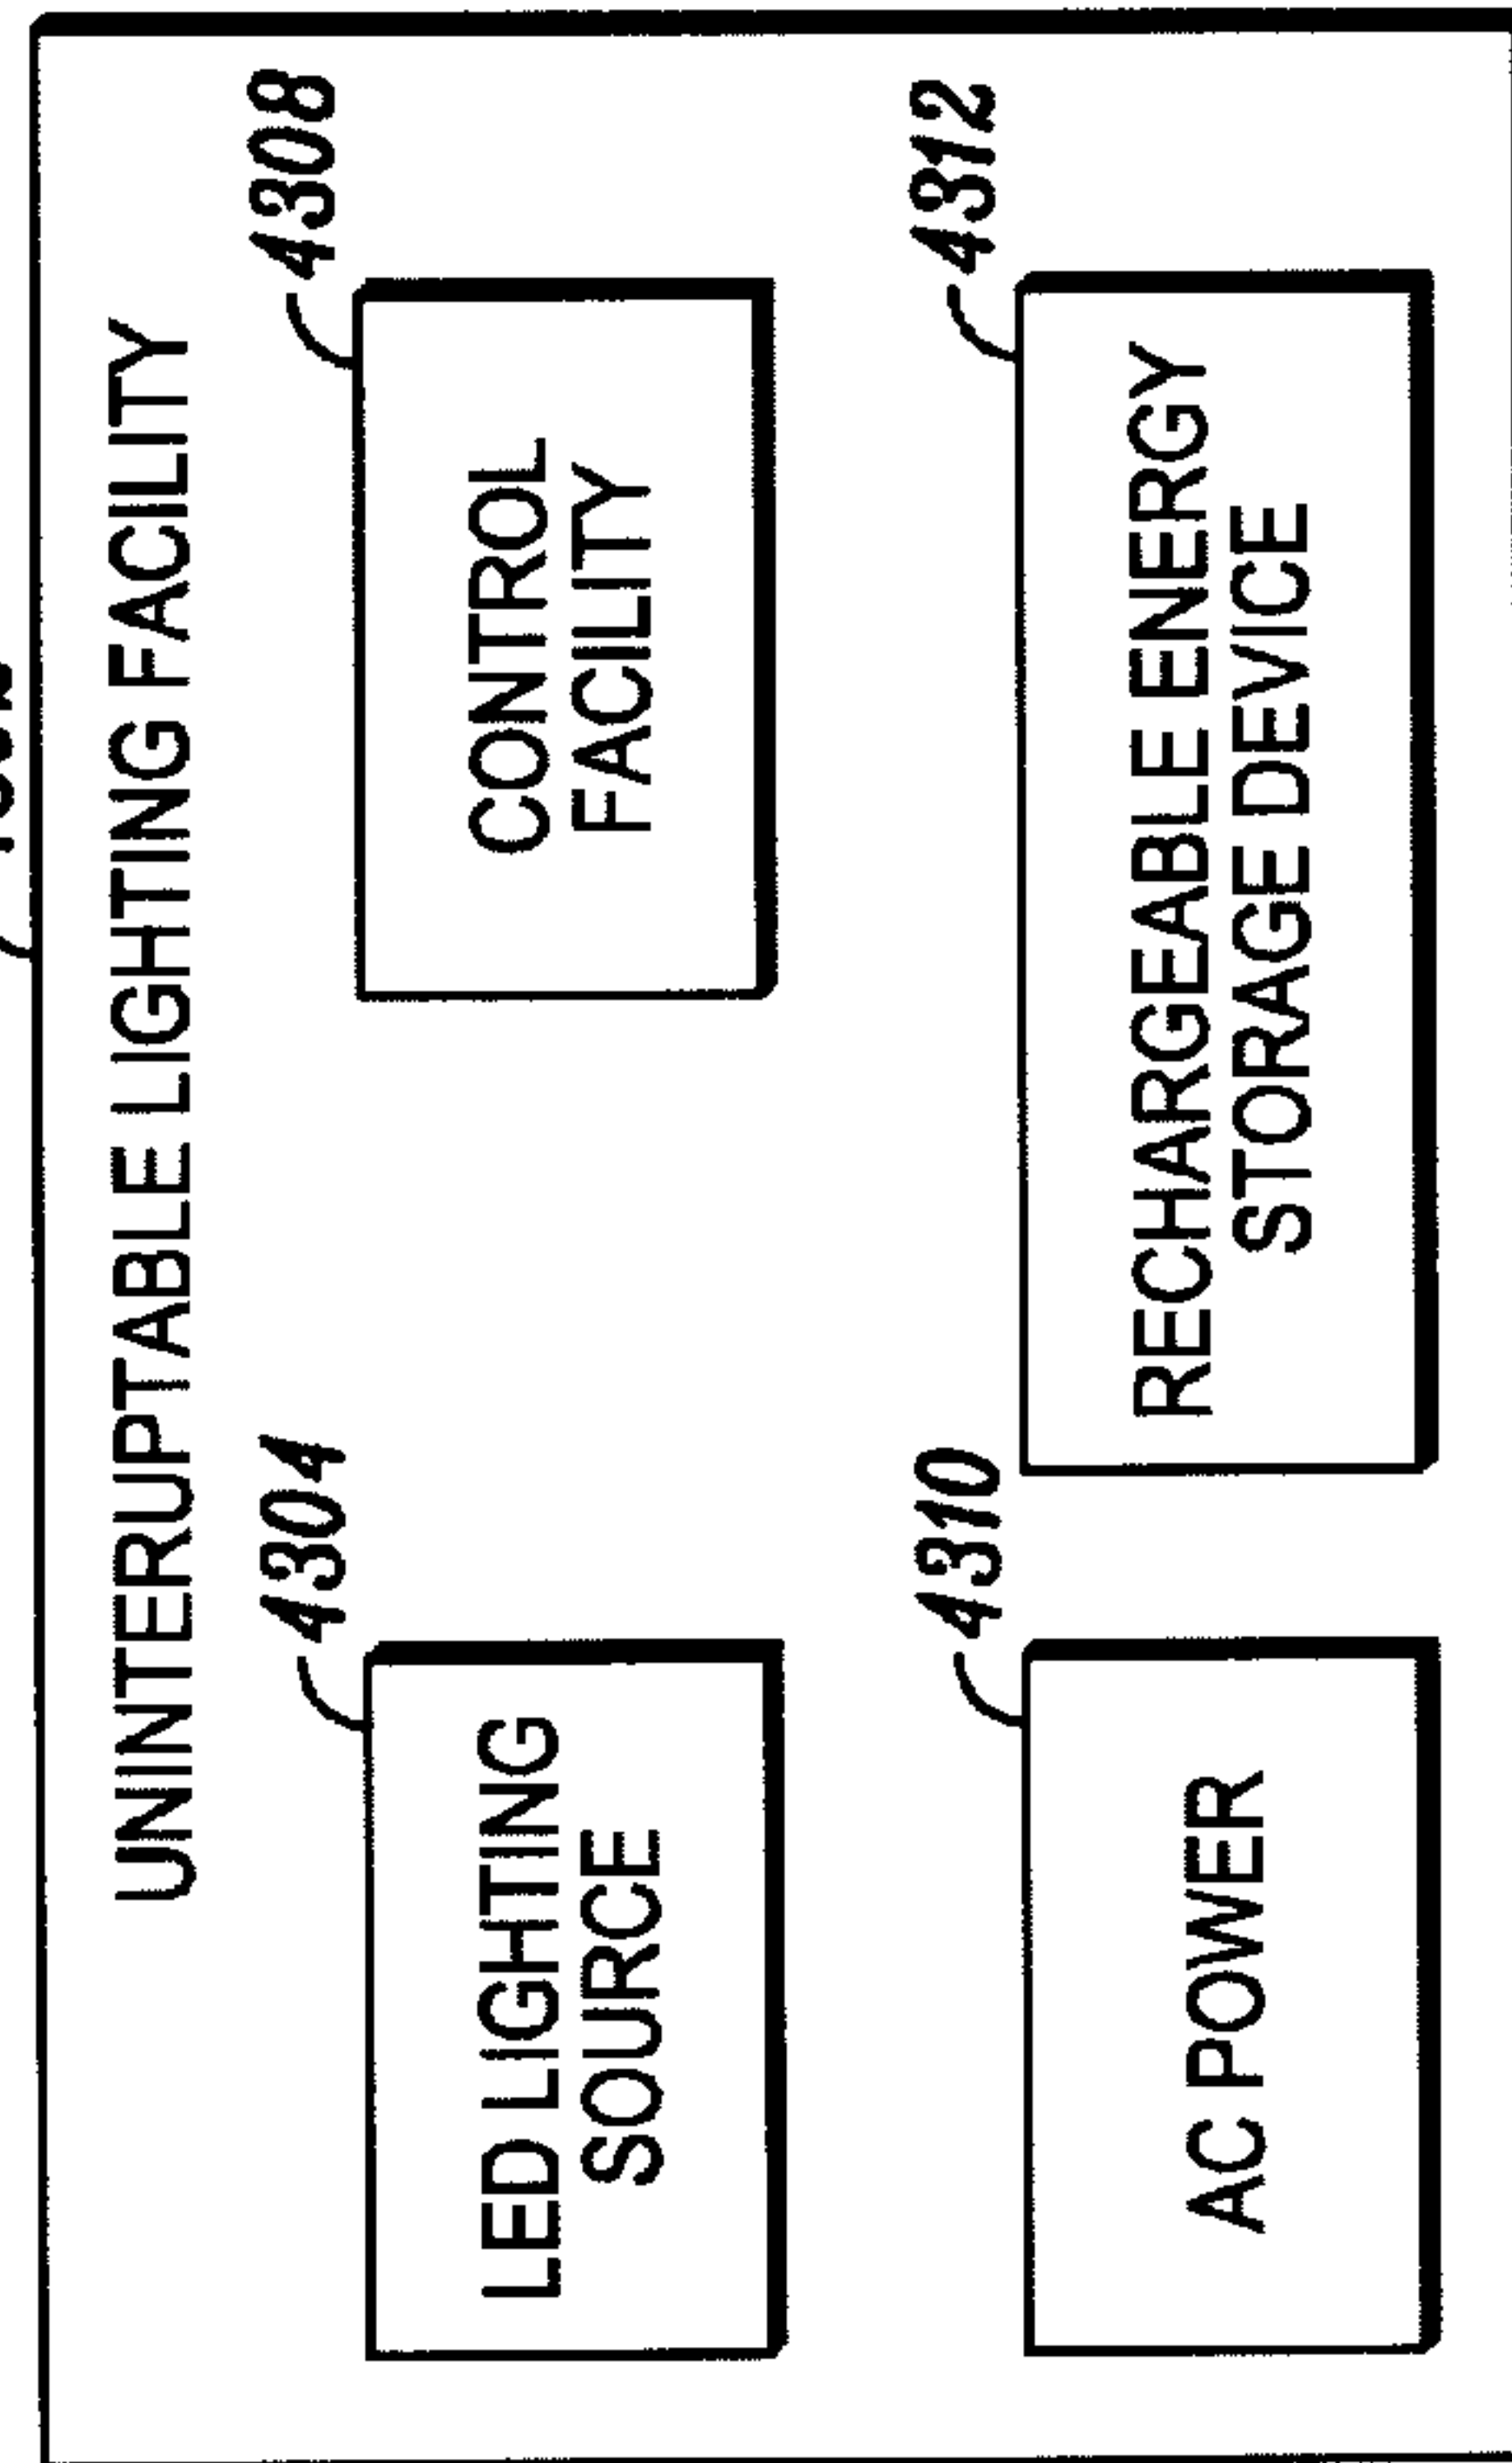 UNINTERUPTABLE LIGHTING FACILITY
4304
LED LIGHTING
SOURCE
4308
CONTROL
FACILITY
4310
AC POWER
4312
RECHARGEABLE ENERGY
STORAGE DEVICE